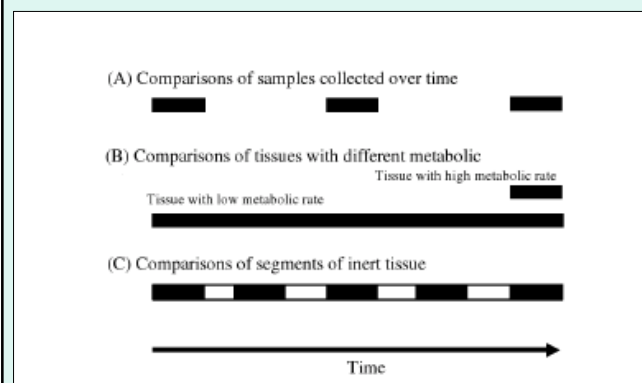 (A) Comparisons of samples collected over time
(B) Comparisons of tissues with different metabolic
Tissue with high metabolic rate
Tissue with low metabolic rate
(C) Comparisons of segments of inert tissue
Time